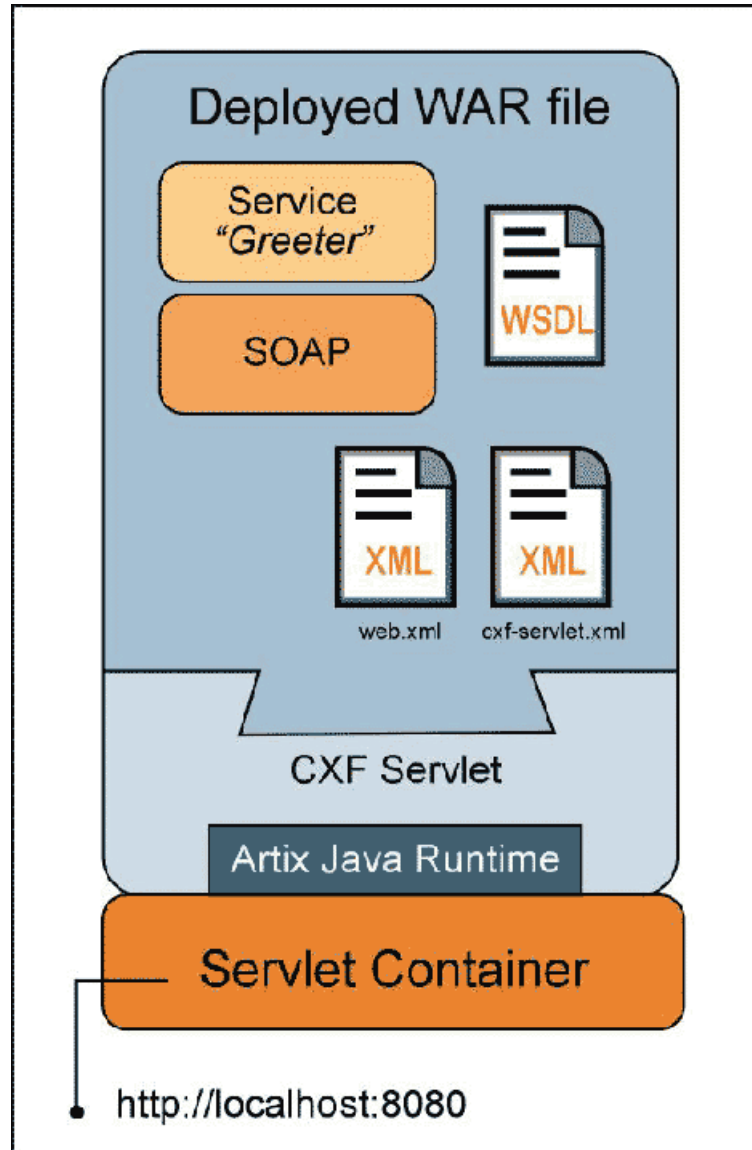 Deployed WAR file
Service
“Greeter”
WSDL
SOAP
XML
XML
web.xml
cxf-servlet.xml
CXF Servlet
Artix Java Runtime
Servlet Container
http://localhost:8080